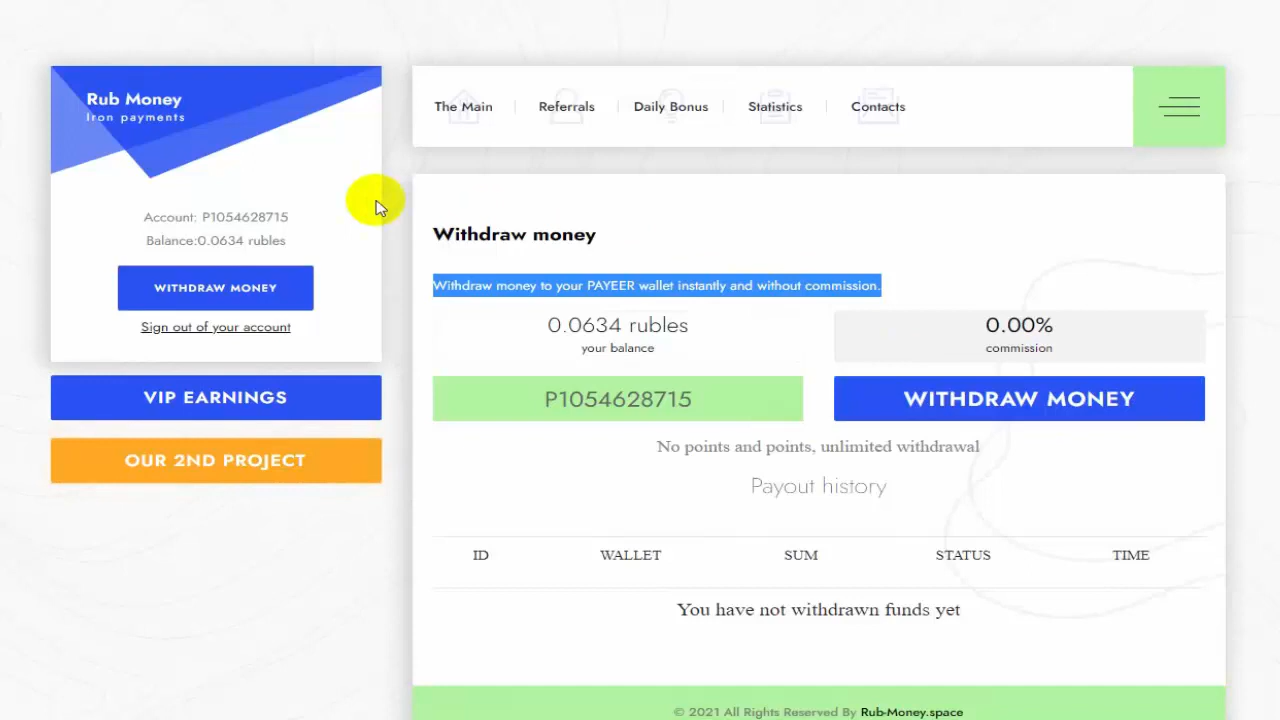 Rub Money
Iron payments
Account: P1054628715
Balance:0.0634 rubles
WITHDRAW MONEY
Sign out of your account
VIP EARNINGS
OUR 2ND PROJECT
The Main
Referrals
Daily Bonus
Statistics
Contacts
Withdraw money
Withdraw money to your PAYEER wallet instantly and without commission.
0.0634 rubles
your balance
0.00%
commission
P1054628715
WITHDRAW MONEY
No points and points, unlimited withdrawal
Payout history
ID WALLET SUM STATUS TIME
You have not withdrawn funds yet
© 2021 All Rights Reserved By Rub-Money.space